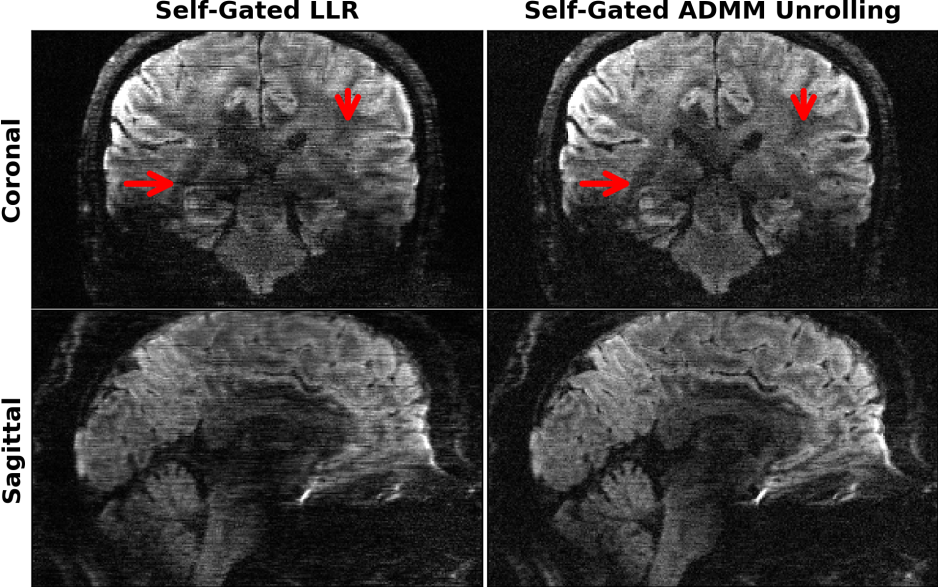 Self-Gated LLR
Self-Gated ADMM Unrolling
Coronal
Sagittal